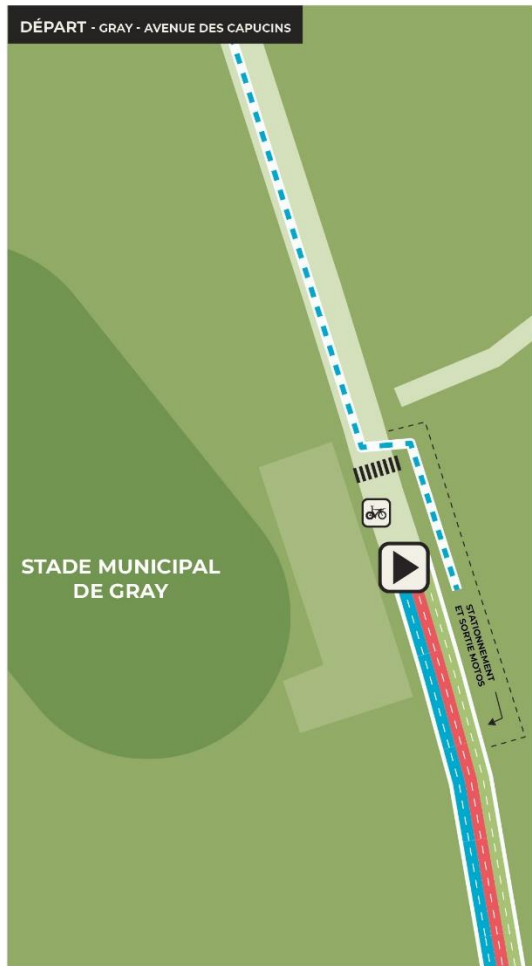 DÉPART - GRAY - AVENUE DES CAPUCINS
STADE MUNICIPAL
DE GRAY
STATIONNEMENT
ET SORTIE MOTOS